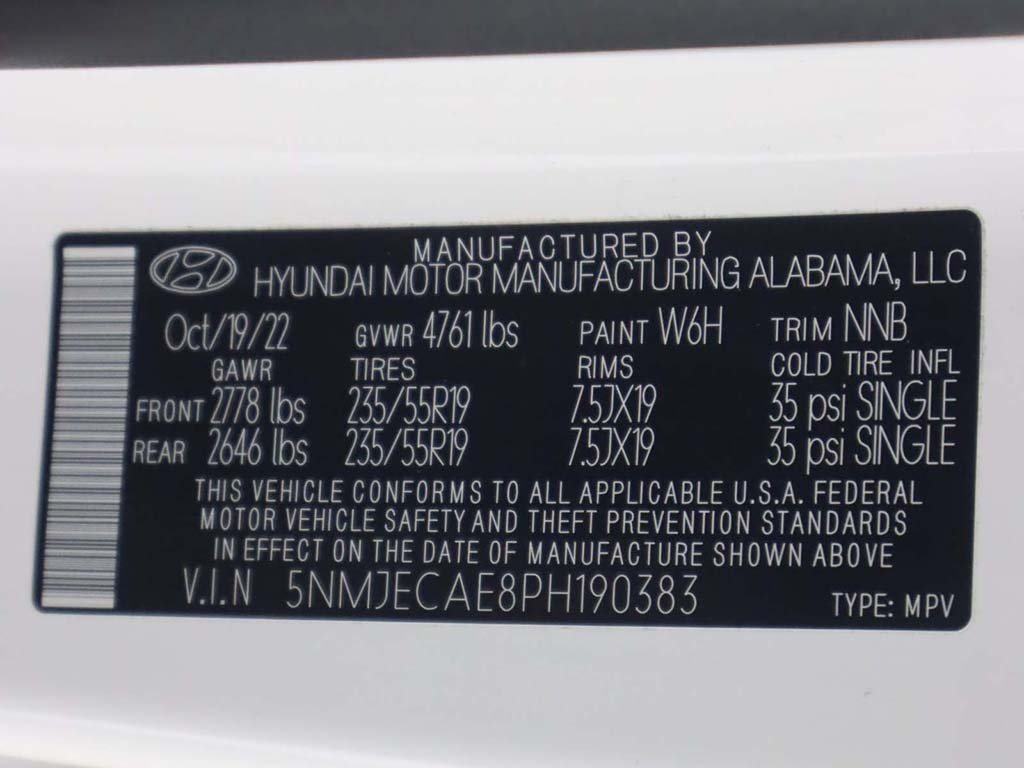 MANUFACTURED BY
HYUNDAI MOTOR MANUFACTURING ALABAMA, LLC
Oct/19/22 GVWR 4761 lbs PAINT W6H TRIM NNB
GAWR TIRES RIMS COLD TIRE INFL
FRONT 2778 lbs 235/55R19 7.5JX19 35 psi SINGLE
REAR 2646 lbs 235/55R19 7.5JX19 35 psi SINGLE
THIS VEHICLE CONFORMS TO ALL APPLICABLE U.S.A. FEDERAL
MOTOR VEHICLE SAFETY AND THEFT PREVENTION STANDARDS
IN EFFECT ON THE DATE OF MANUFACTURE SHOWN ABOVE
V.I.N 5NMJECAE8PH190383 TYPE: MPV